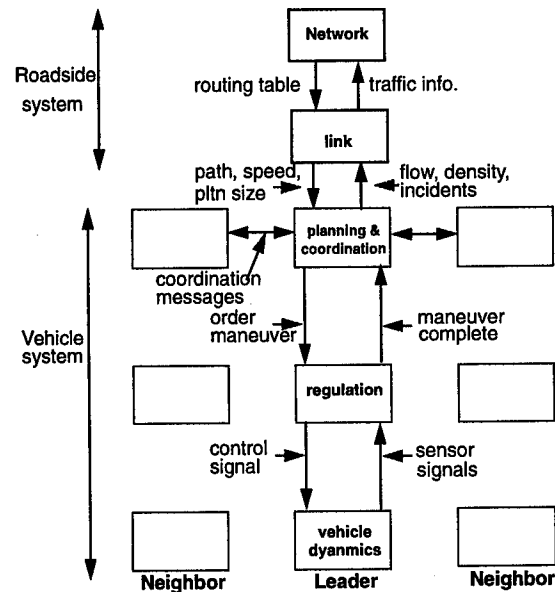 Network
Roadside
system
routing table
traffic info.
link
path, speed,
pltn size
flow, density,
incidents
planning &
coordination
coordination
messages
order
maneuver
maneuver
complete
Vehicle
system
regulation
control
signal
sensor
signals
vehicle
dyanmics
Neighbor
Leader
Neighbor